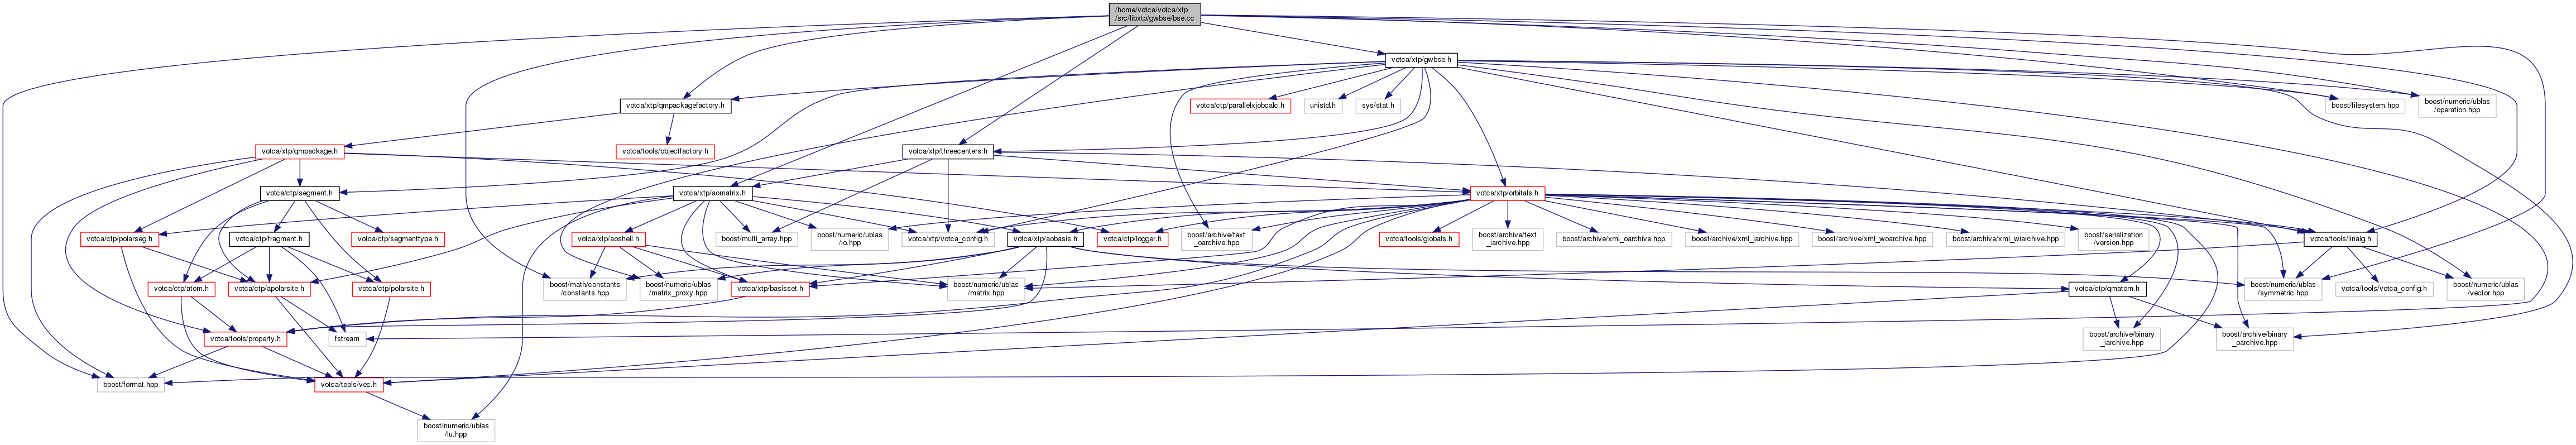 /home/votca/votca/xtp
/src/libxtp/gwbse/bse.cc
votca/xtp/gwbse.h
votca/xtp/qmpackagefactory.h
votca/ctp/parallelxjobcalc.h
unistd.h
sys/stat.h
boost/filesystem.hpp
boost/numeric/ublas
/operation.hpp
votca/xtp/qmpackage.h
votca/tools/objectfactory.h
votca/xtp/threecenters.h
votca/ctp/segment.h
votca/xtp/aomatrix.h
votca/xtp/orbitals.h
votca/ctp/polarseg.h
votca/ctp/fragment.h
votca/ctp/segmenttype.h
votca/xtp/aoshell.h
boost/multi_array.hpp
boost/numeric/ublas
/io.hpp
votca/xtp/votca_config.h
votca/xtp/aobasis.h
votca/ctp/logger.h
boost/archive/text
_oarchive.hpp
votca/tools/globals.h
boost/archive/text
_iarchive.hpp
boost/archive/xml_oarchive.hpp
boost/archive/xml_iarchive.hpp
boost/archive/xml_woarchive.hpp
boost/archive/xml_wiarchive.hpp
boost/serialization
/version.hpp
votca/tools/linalg.h
votca/ctp/atom.h
votca/ctp/apolarsite.h
votca/ctp/polarsite.h
boost/math/constants
/constants.hpp
boost/numeric/ublas
/matrix_proxy.hpp
votca/xtp/basisset.h
boost/numeric/ublas
/matrix.hpp
votca/ctp/qmatom.h
boost/numeric/ublas
/symmetric.hpp
votca/tools/votca_config.h
boost/numeric/ublas
/vector.hpp
votca/tools/property.h
fstream
boost/archive/binary
_iarchive.hpp
boost/archive/binary
_oarchive.hpp
boost/format.hpp
votca/tools/vec.h
boost/numeric/ublas
/lu.hpp